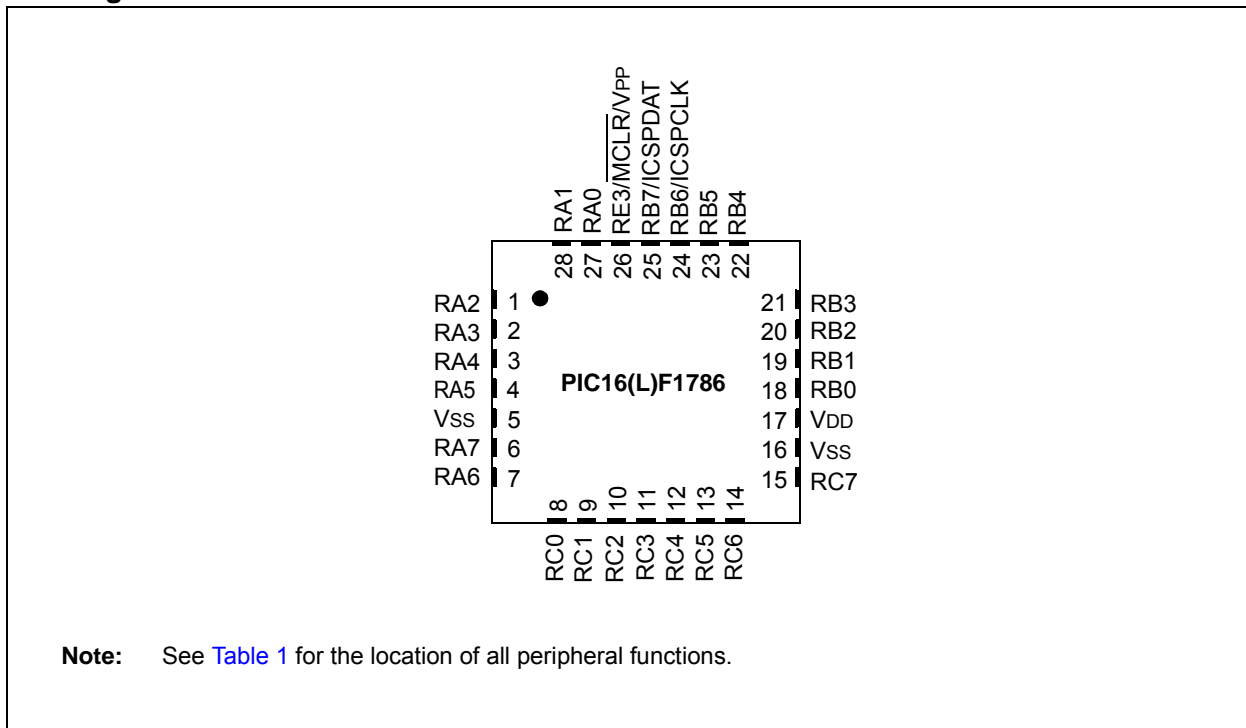 RA1
RA0
RE3/MCLR/VPP
RB7/ICSPDAT
RB6/ICSPCLK
RB5
RB4
28
27
26
25
24
23
22
RA2 1
RA3 2
RA4 3
RA5 4
VSS 5
RA7 6
RA6 7
PIC16(L)F1786
21 RB3
20 RB2
19 RB1
18 RB0
17 VDD
16 VSS
15 RC7
8
9
10
11
12
13
14
RC0
RC1
RC2
RC3
RC4
RC5
RC6
Note: See Table 1 for the location of all peripheral functions.